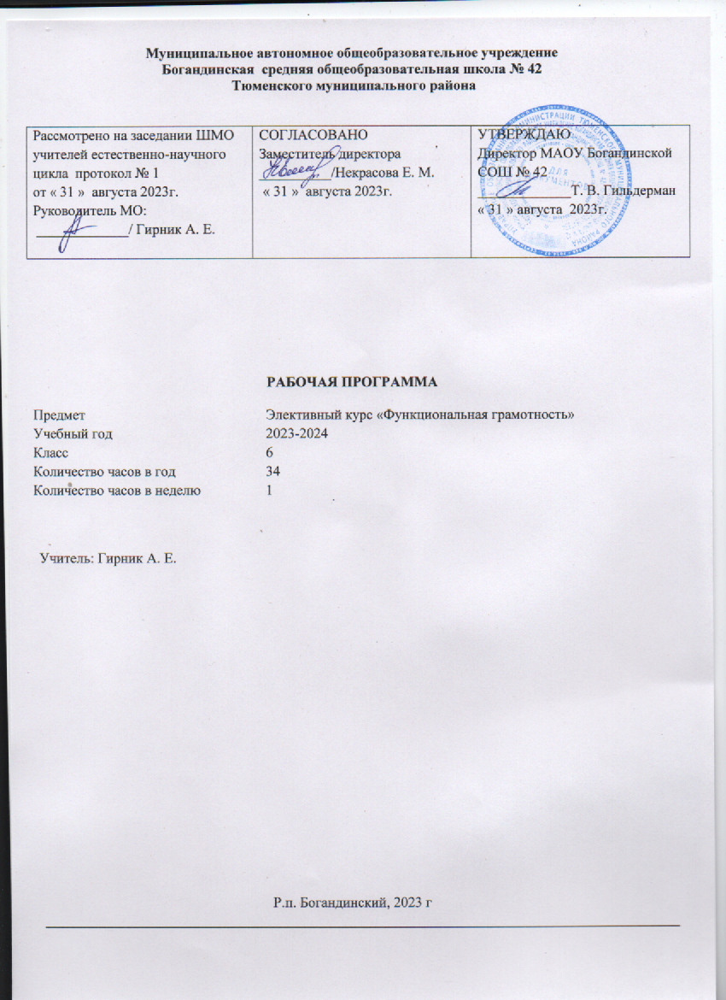 Муниципальное автономное общеобразовательное учреждение
Богандинская средняя общеобразовательная школа № 42
Тюменского муниципального района
Рассмотрено на заседании ШМО
учителей естественно-научного
цикла протокол № 1
от « 31 » августа 2023г.
Руководитель МО:
_____________/ Гирник А. Е.
СОГЛАСОВАНО
Заместитель директора
__________/Некрасова Е. М.
« 31 » августа 2023г.
УТВЕРЖДАЮ
Директор МАОУ Богандинской
СОШ № 42
_____________Т. В. Гильдерман
« 31 » августа 2023г.
РАБОЧАЯ ПРОГРАММА
Предмет Элективный курс «Функциональная грамотность»
Учебный год 2023-2024
Класс 6
Количество часов в год 34
Количество часов в неделю 1
Учитель: Гирник А. Е.
Р.п. Богандинский, 2023 г